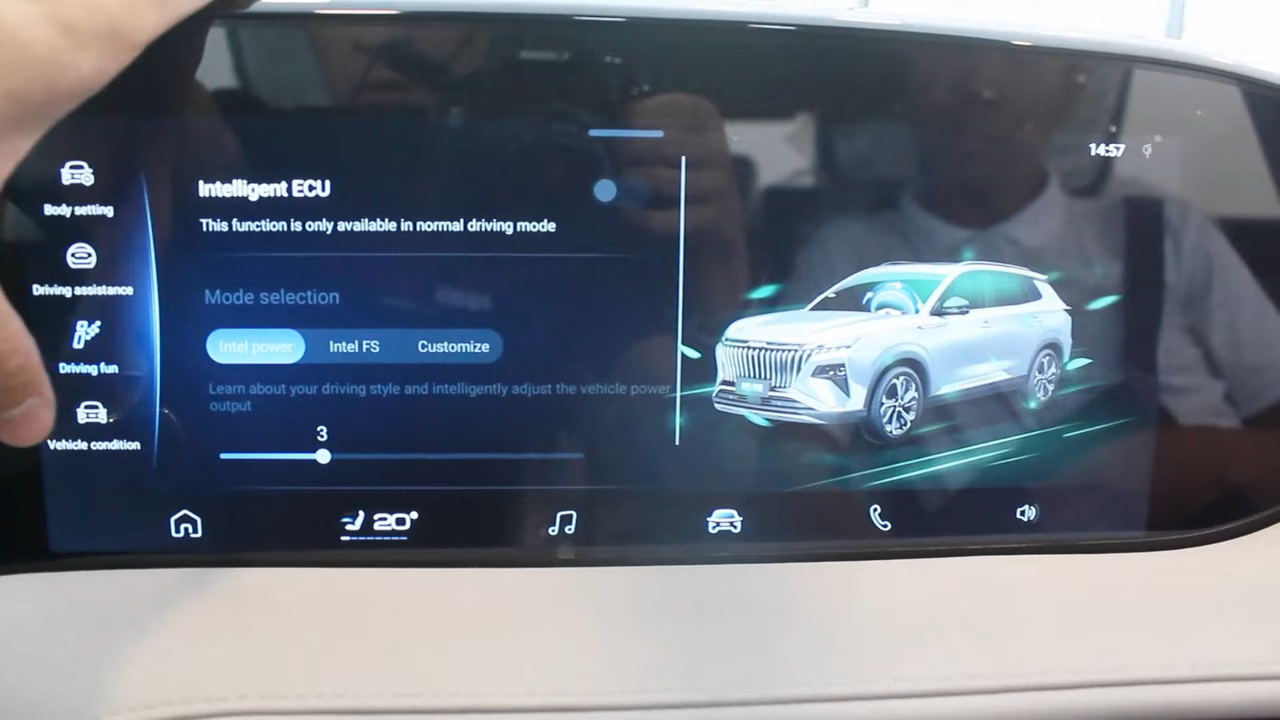 14:57
Body setting
Driving assistance
Driving fun
Vehicle condition
Intelligent ECU
This function is only available in normal driving mode
Mode selection
Intel power
Intel FS
Customize
Learn about your driving style and intelligently adjust the vehicle power
output
3
20°